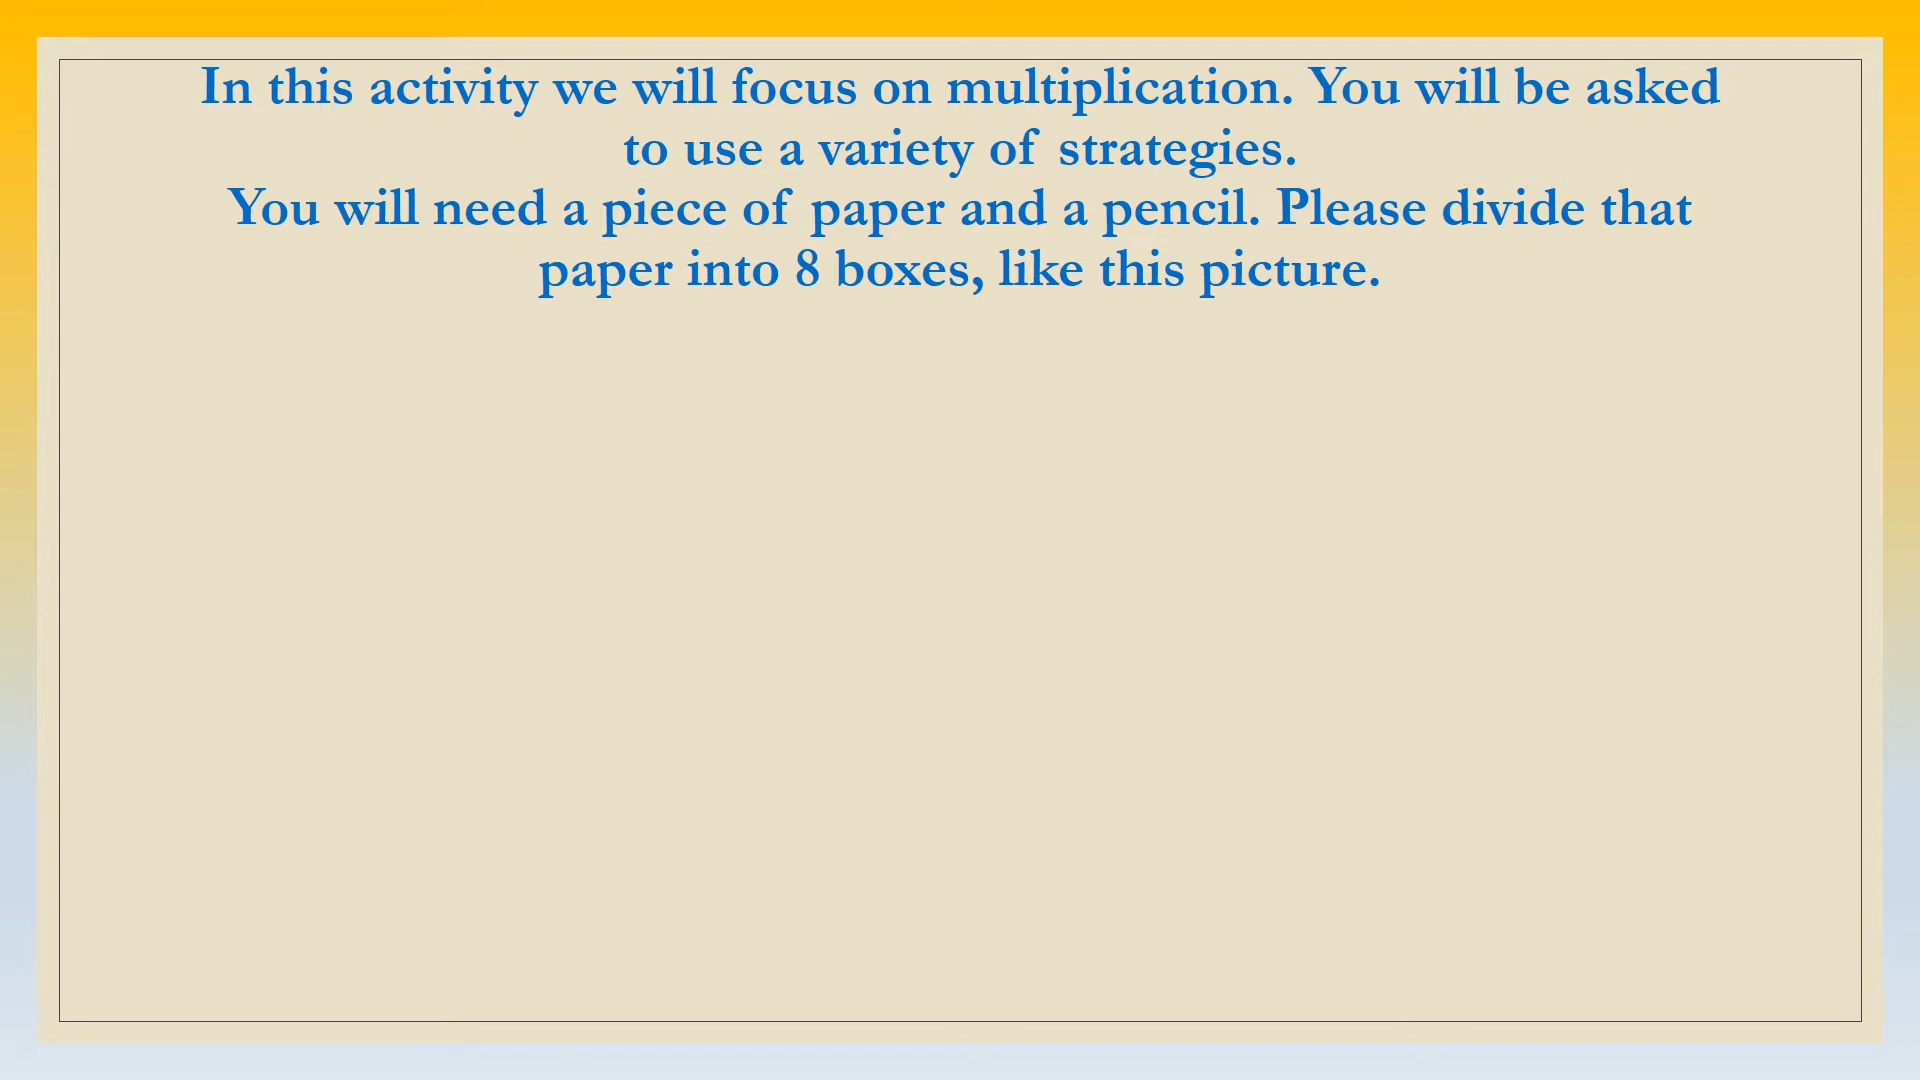 In this activity we will focus on multiplication. You will be asked
to use a variety of strategies.
You will need a piece of paper and a pencil. Please divide that
paper into 8 boxes, like this picture.